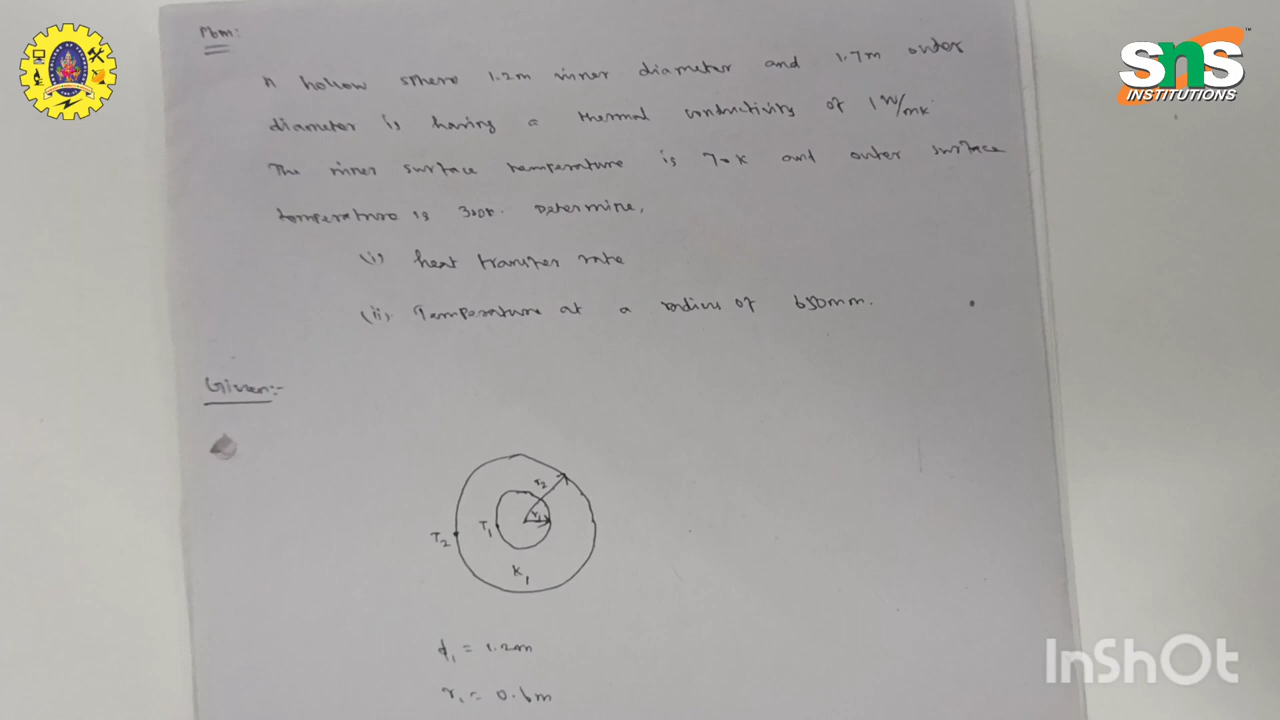 Pbm:
A hollow sphere 1.2m inner diameter and 1.7m outer
diameter is having a thermal conductivity of 1 W/mK.
The inner surface temperature is 70K and outer surface
temperature is 300K. Determine,
(i) heat transfer rate
(ii) Temperature at a radius of 650mm.
Given:-
r2
T1
r1
T2
K1
d1 = 1.2m
r1 = 0.6m
SNS
INSTITUTIONS
InShOt